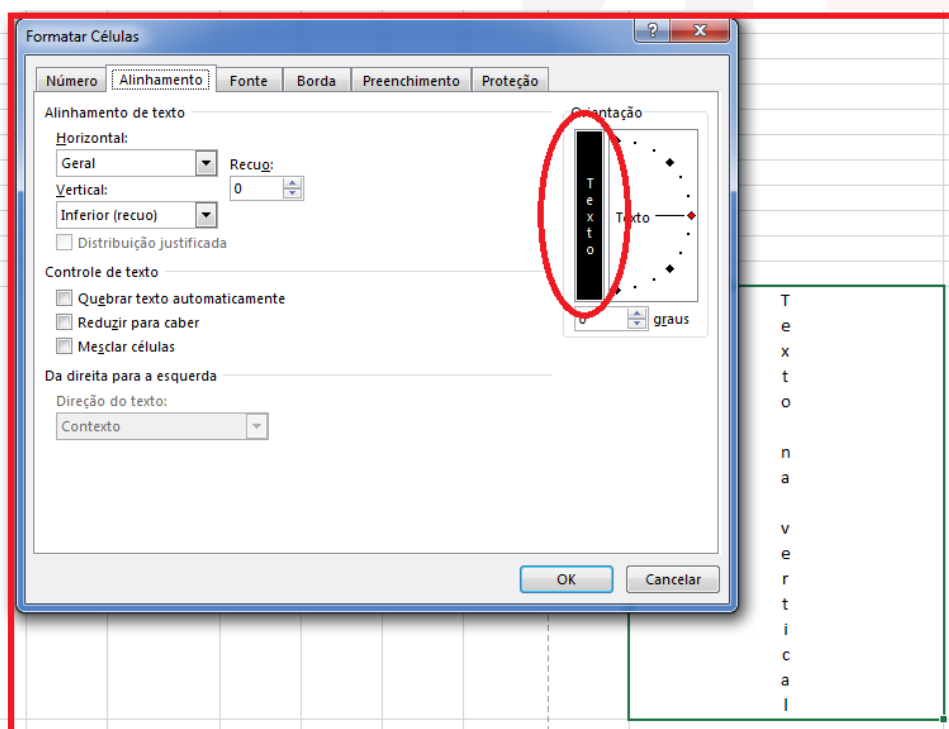 Formatar Células
?
X
Número Alinhamento Fonte Borda Preenchimento Proteção
Alinhamento de texto
Horizontal:
Geral
Recuo:
0
Vertical:
Inferior (recuo)
Distribuição justificada
Controle de texto
Quebrar texto automaticamente
Reduzir para caber
Mesclar células
Da direita para a esquerda
Direção do texto:
Contexto
Orientação
T
e
x
t
o
Texto
0 graus
OK Cancelar
T
e
x
t
o
n
a
v
e
r
t
i
c
a
l